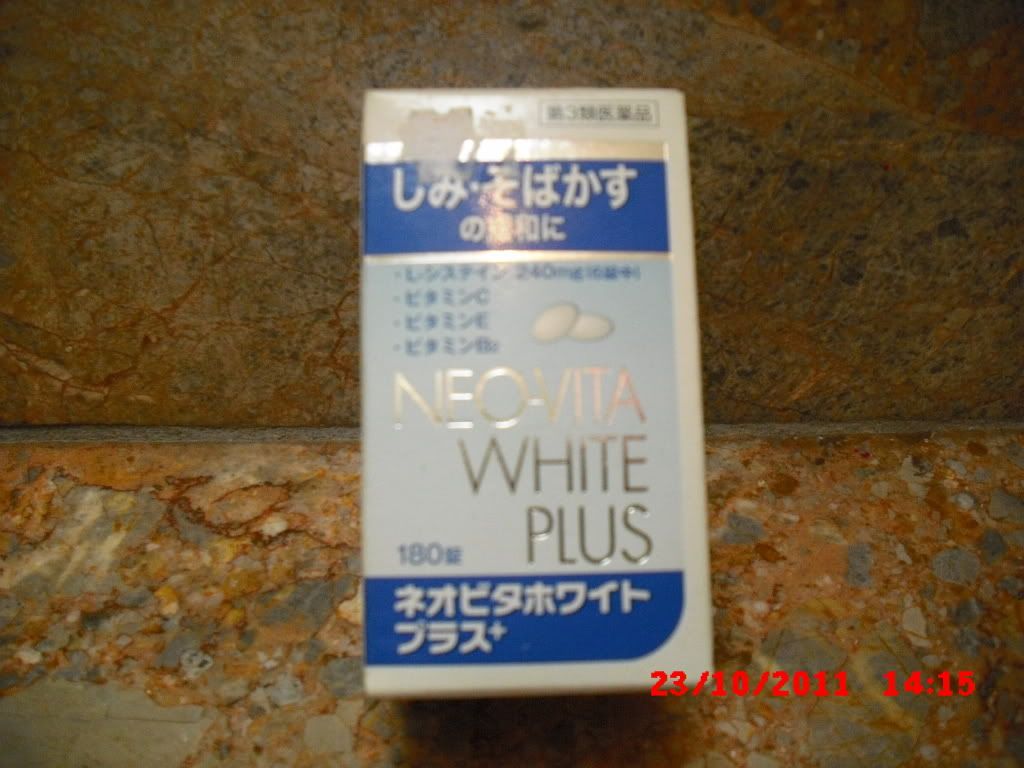 第3類医薬品
しみ・そばかす
の緩和に
・L-システイン 240mg(6錠中)
・ビタミンC
・ビタミンE
・ビタミンB2
NEO-VITA
WHITE
PLUS
180錠
ネオビタホワイト
プラス+
23/10/2011 14:15